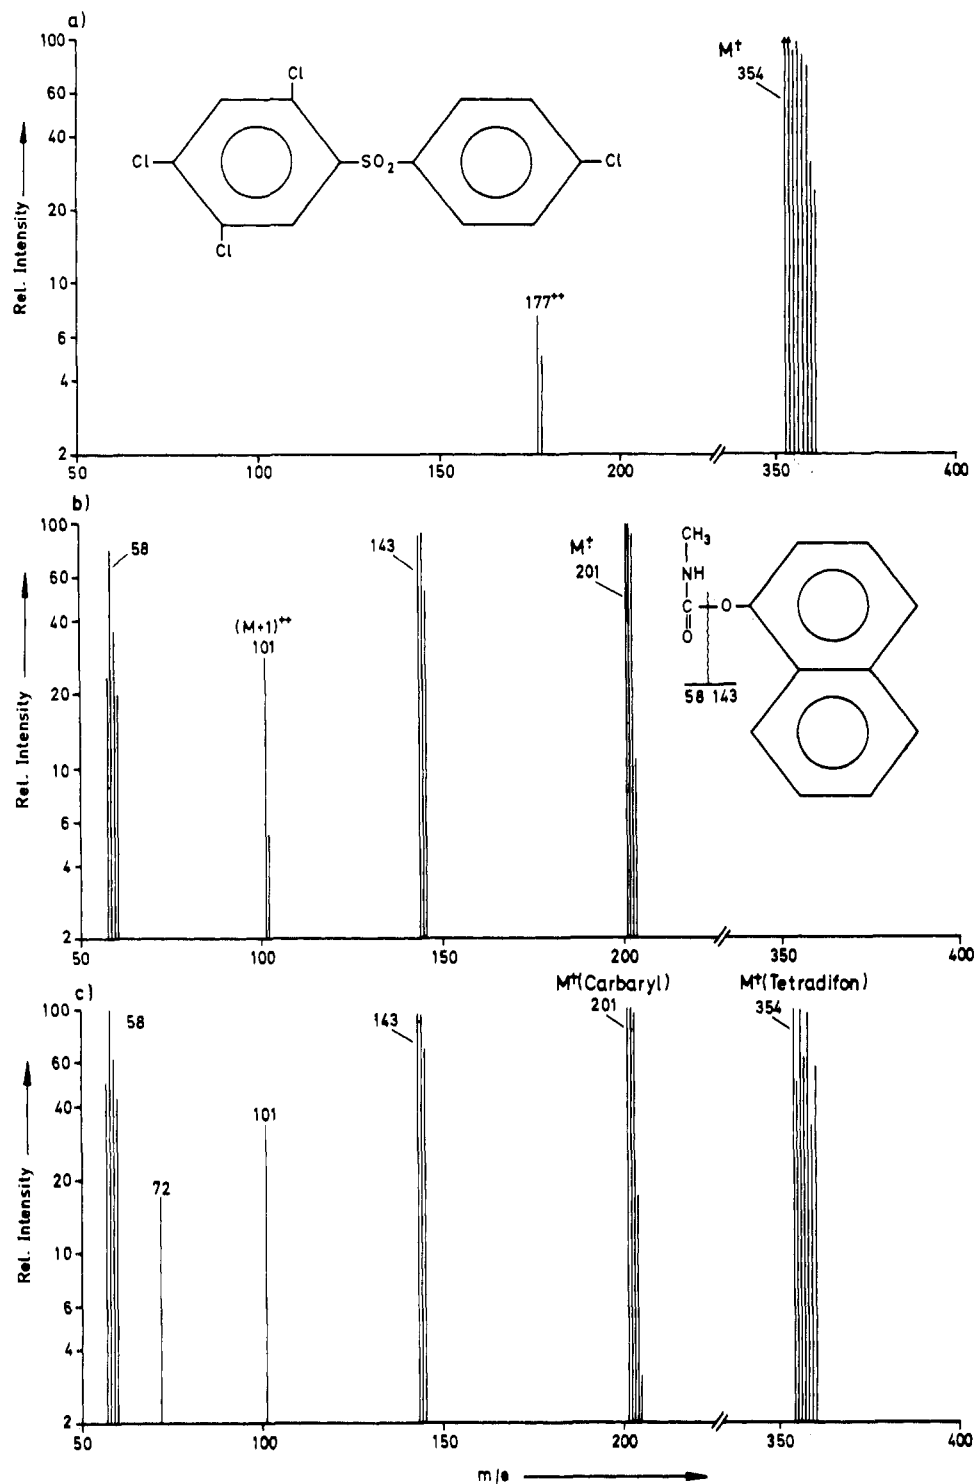 a)
Rel. Intensity
100
60
40
20
10
6
4
2
Cl
Cl
SO2
Cl
Cl
177++
M+
354
50
100
150
200
350
400
b)
Rel. Intensity
100
60
40
20
10
6
4
2
58
(M+1)++
101
143
M+
201
CH3
NH
C
O
O
58 143
50
100
150
200
350
400
c)
Rel. Intensity
100
60
40
20
10
6
4
2
58
72
101
143
M+(Carbaryl)
201
M+(Tetradifon)
354
50
100
150
200
350
400
m/e